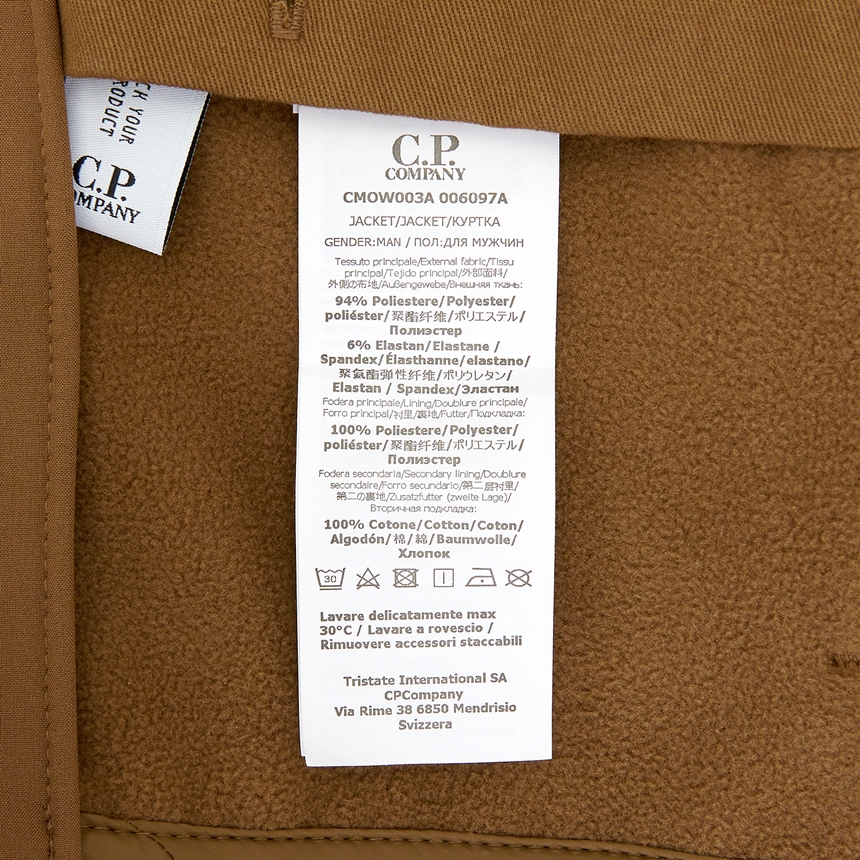 CK YOUR
RODUCT
C.P.
OMPANY
C.P.
COMPANY
CMOW003A 006097A
JACKET/JACKET/КУРТКА
GENDER:MAN / ПОЛ:ДЛЯ МУЖЧИН
Tessuto principale/External fabric/Tissu
principal/Tejido principal/外部面料/
外側の布地/Außengewebe/Внешняя ткань:
94% Poliestere/Polyester/
poliéster/聚酯纤维/ポリエステル/
Полиэстер
6% Elastan/Elastane /
Spandex/Élasthanne/elastano/
聚氨酯弹性纤维/ポリウレタン/
Elastan / Spandex/Эластан
Fodera principale/Lining/Doublure principale/
Forro principal/衬里/裏地/Futter/Подкладка:
100% Poliestere/Polyester/
poliéster/聚酯纤维/ポリエステル/
Полиэстер
Fodera secondaria/Secondary lining/Doublure
secondaire/Forro secundario/第二层衬里/
第二の裏地/Zusatzfutter (zweite Lage)/
Вторичная подкладка:
100% Cotone/Cotton/Coton/
Algodón/棉/綿/Baumwolle/
Хлопок
30
Lavare delicatamente max
30°C / Lavare a rovescio /
Rimuovere accessori staccabili
Tristate International SA
CPCompany
Via Rime 38 6850 Mendrisio
Svizzera